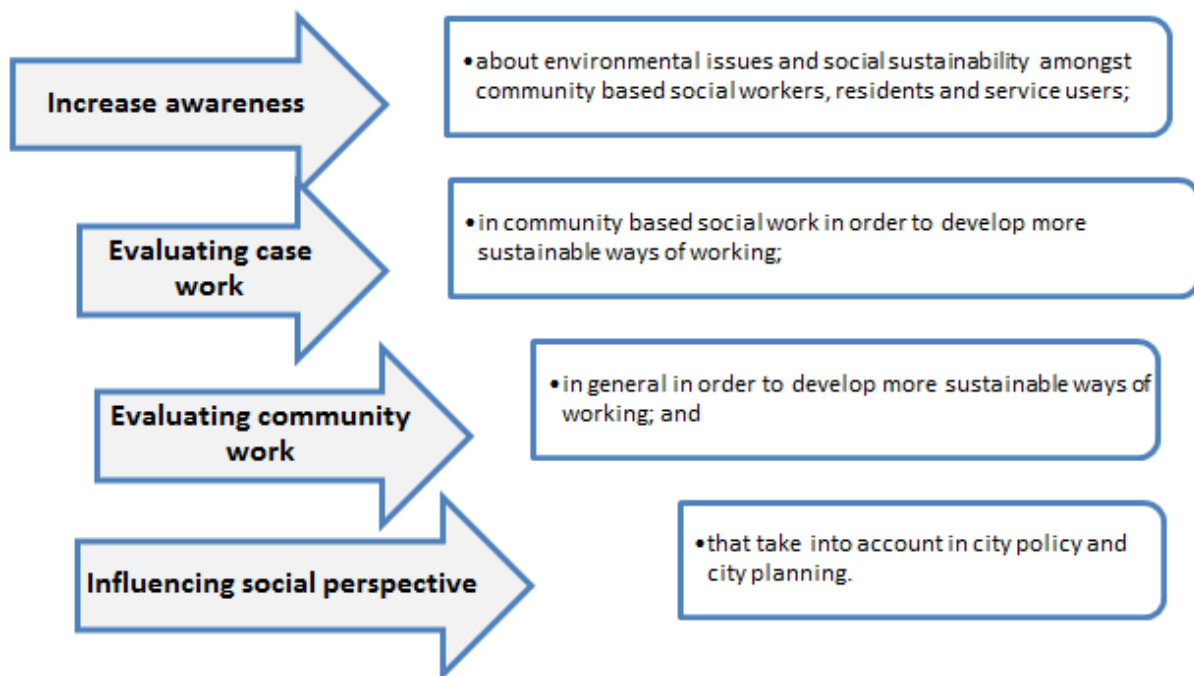 Increase awareness
•about environmental issues and social sustainability amongst
community based social workers, residents and service users;
Evaluating case
work
•in community based social work in order to develop more
sustainable ways of working;
Evaluating community
work
•in general in order to develop more sustainable ways of
working; and
Influencing social perspective
•that take into account in city policy and
city planning.